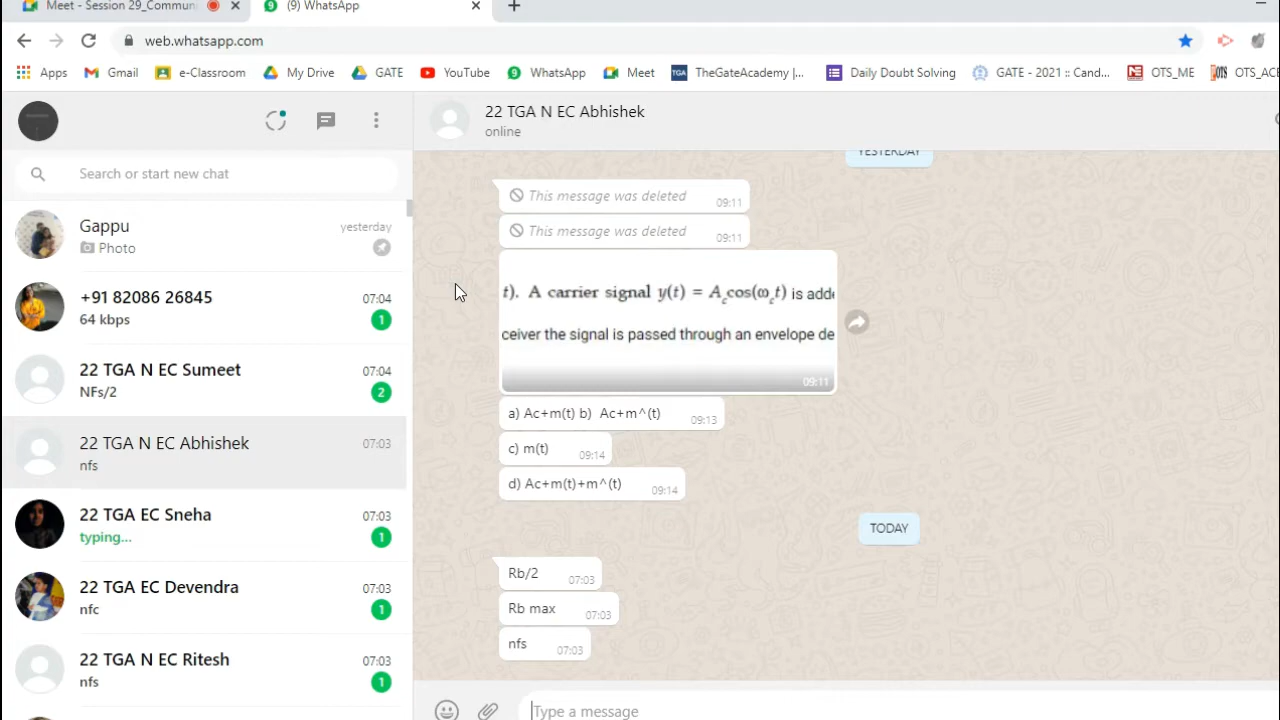 Meet - Session 29_Communi
(9) WhatsApp
web.whatsapp.com
Apps
Gmail
e-Classroom
My Drive
GATE
YouTube
WhatsApp
Meet
TheGateAcademy |...
Daily Doubt Solving
GATE - 2021 :: Cand...
OTS_ME
OTS_ACE
22 TGA N EC Abhishek
online
Search or start new chat
Gappu
yesterday
Photo
+91 82086 26845
07:04
64 kbps
1
22 TGA N EC Sumeet
07:04
NFs/2
2
22 TGA N EC Abhishek
07:03
nfs
22 TGA EC Sneha
07:03
typing...
1
22 TGA EC Devendra
07:03
nfc
1
22 TGA N EC Ritesh
07:03
nfs
1
YESTERDAY
This message was deleted
09:11
This message was deleted
09:11
t). A carrier signal y(t) = A_c cos(ω_c t) is adde
ceiver the signal is passed through an envelope de
09:11
a) Ac+m(t) b) Ac+m^(t)
09:13
c) m(t)
09:14
d) Ac+m(t)+m^(t)
09:14
TODAY
Rb/2
07:03
Rb max
07:03
nfs
07:03
Type a message